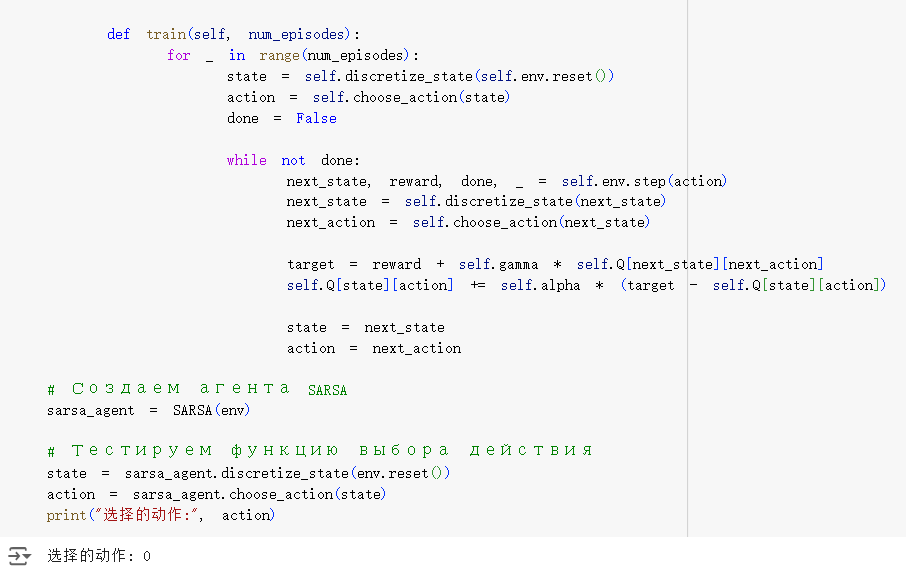 def train(self, num_episodes):
for _ in range(num_episodes):
state = self.discretize_state(self.env.reset())
action = self.choose_action(state)
done = False
while not done:
next_state, reward, done, _ = self.env.step(action)
next_state = self.discretize_state(next_state)
next_action = self.choose_action(next_state)
target = reward + self.gamma * self.Q[next_state][next_action]
self.Q[state][action] += self.alpha * (target - self.Q[state][action])
state = next_state
action = next_action
# Создаем агента SARSA
sarsa_agent = SARSA(env)
# Тестируем функцию выбора действия
state = sarsa_agent.discretize_state(env.reset())
action = sarsa_agent.choose_action(state)
print("选择的动作:", action)
选择的动作: 0